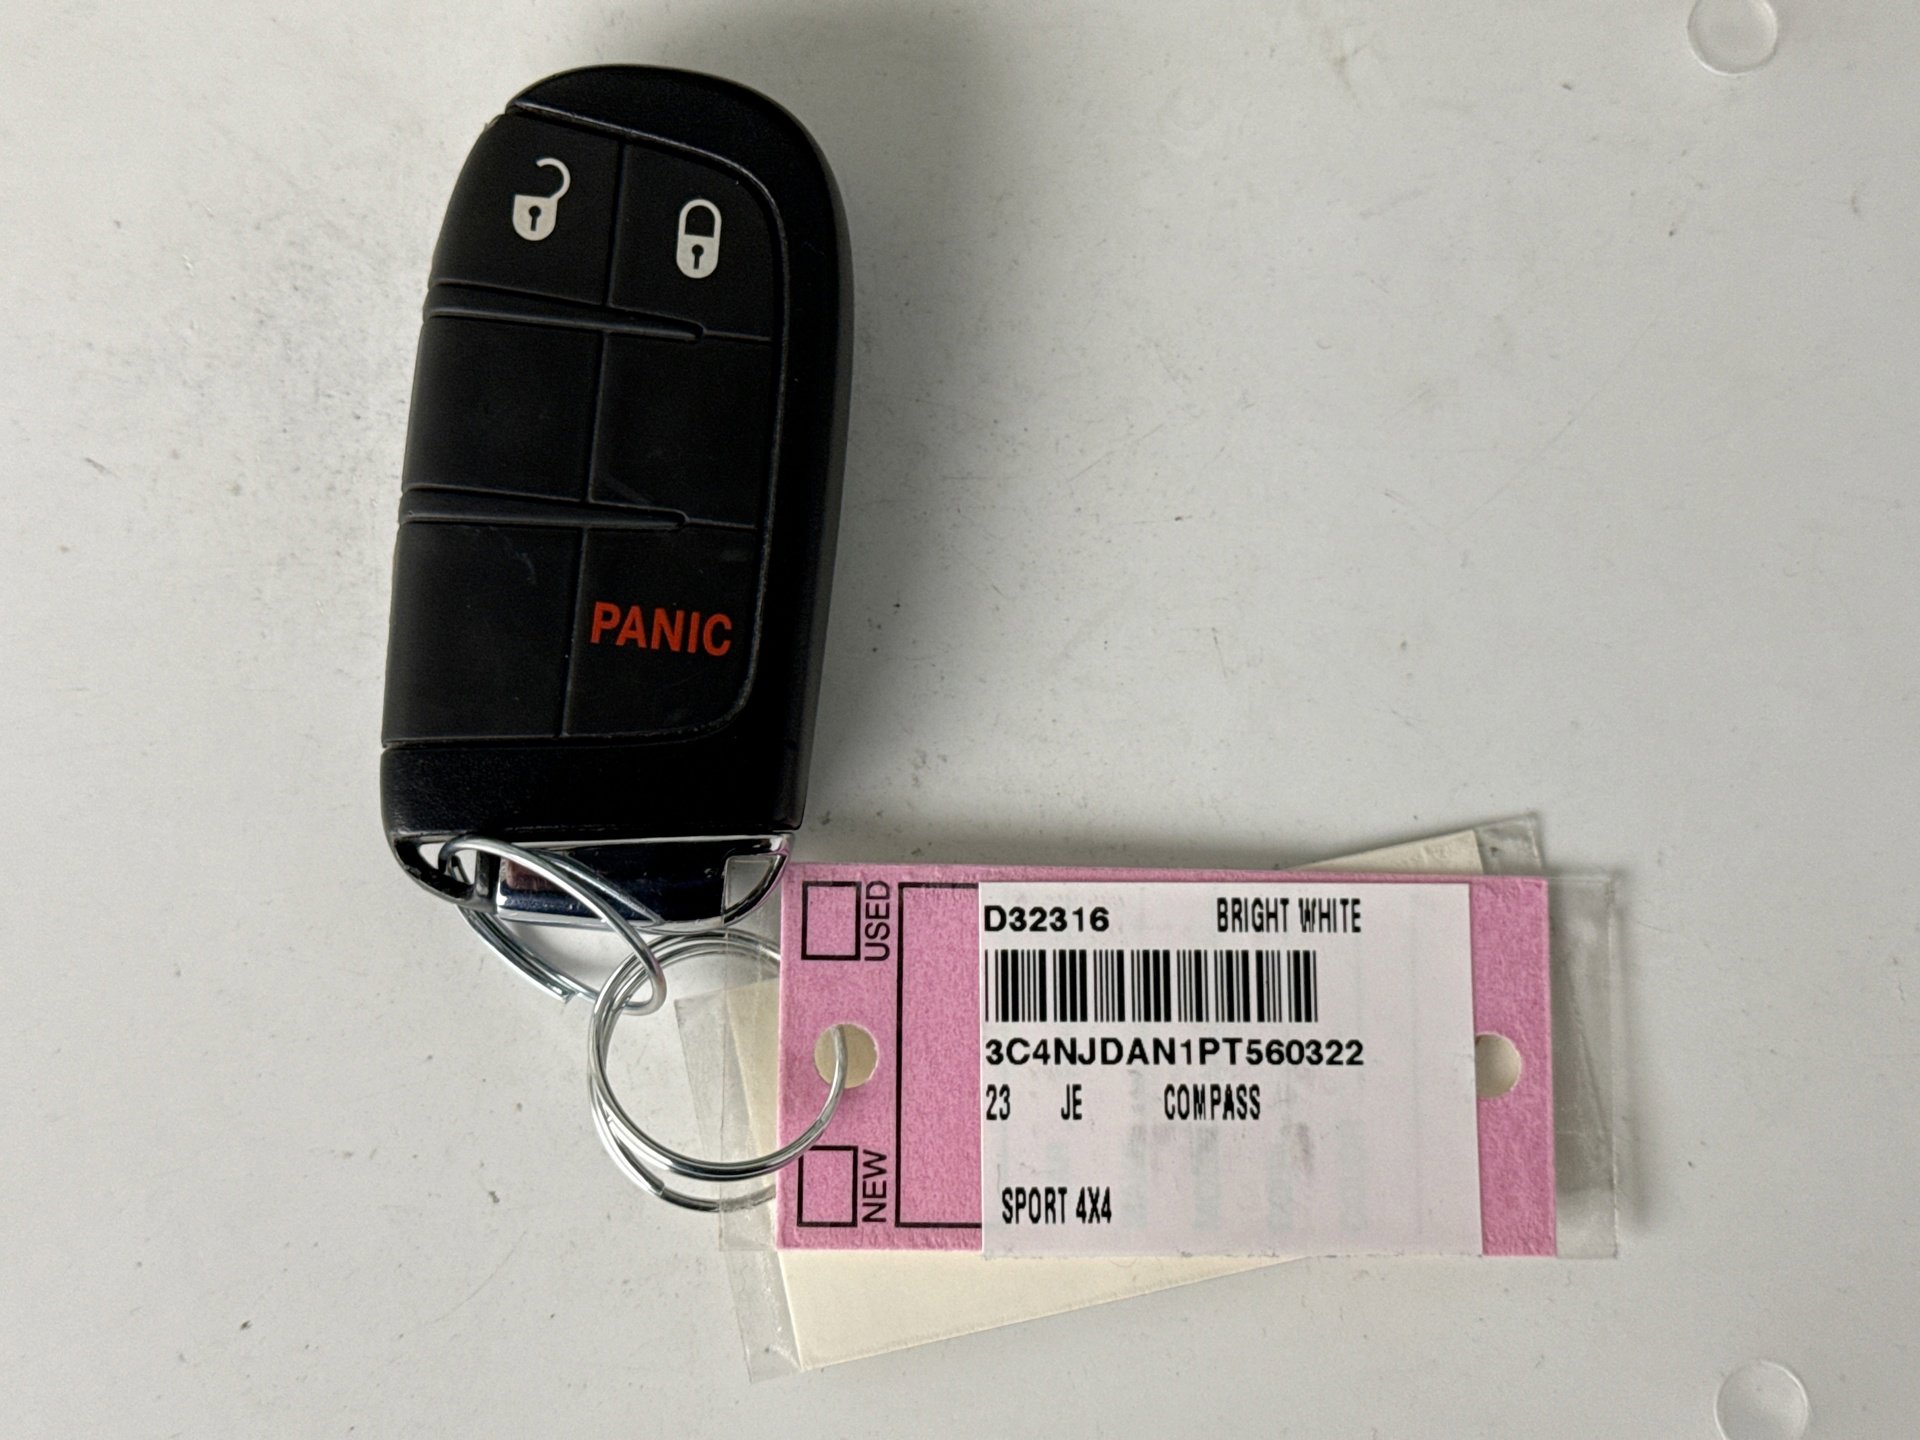 PANIC
USED
NEW
D32316 BRIGHT WHITE
3C4NJDAN1PT560322
23 JE COMPASS
SPORT 4X4